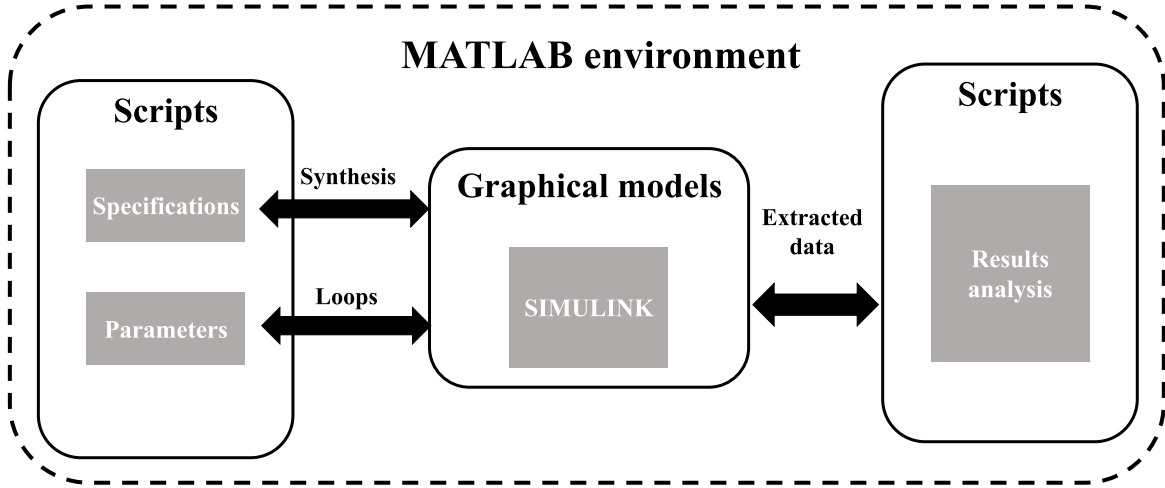 MATLAB environment
Scripts
Specifications
Parameters
Synthesis
Loops
Graphical models
SIMULINK
Extracted
data
Scripts
Results
analysis